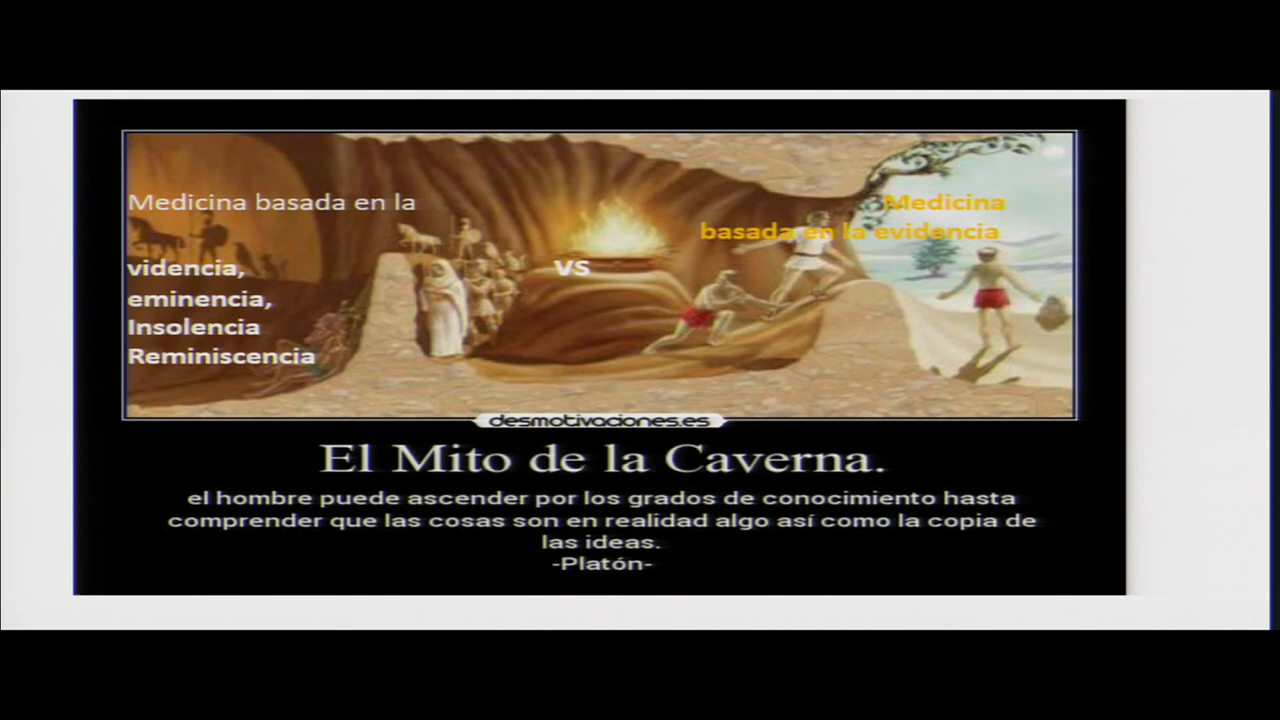 Medicina basada en la
videncia,
eminencia,
Insolencia
Reminiscencia
vs
Medicina
basada en la evidencia
desmotivaciones.es
El Mito de la Caverna.
el hombre puede ascender por los grados de conocimiento hasta
comprender que las cosas son en realidad algo así como la copia de
las ideas.
-Platón-